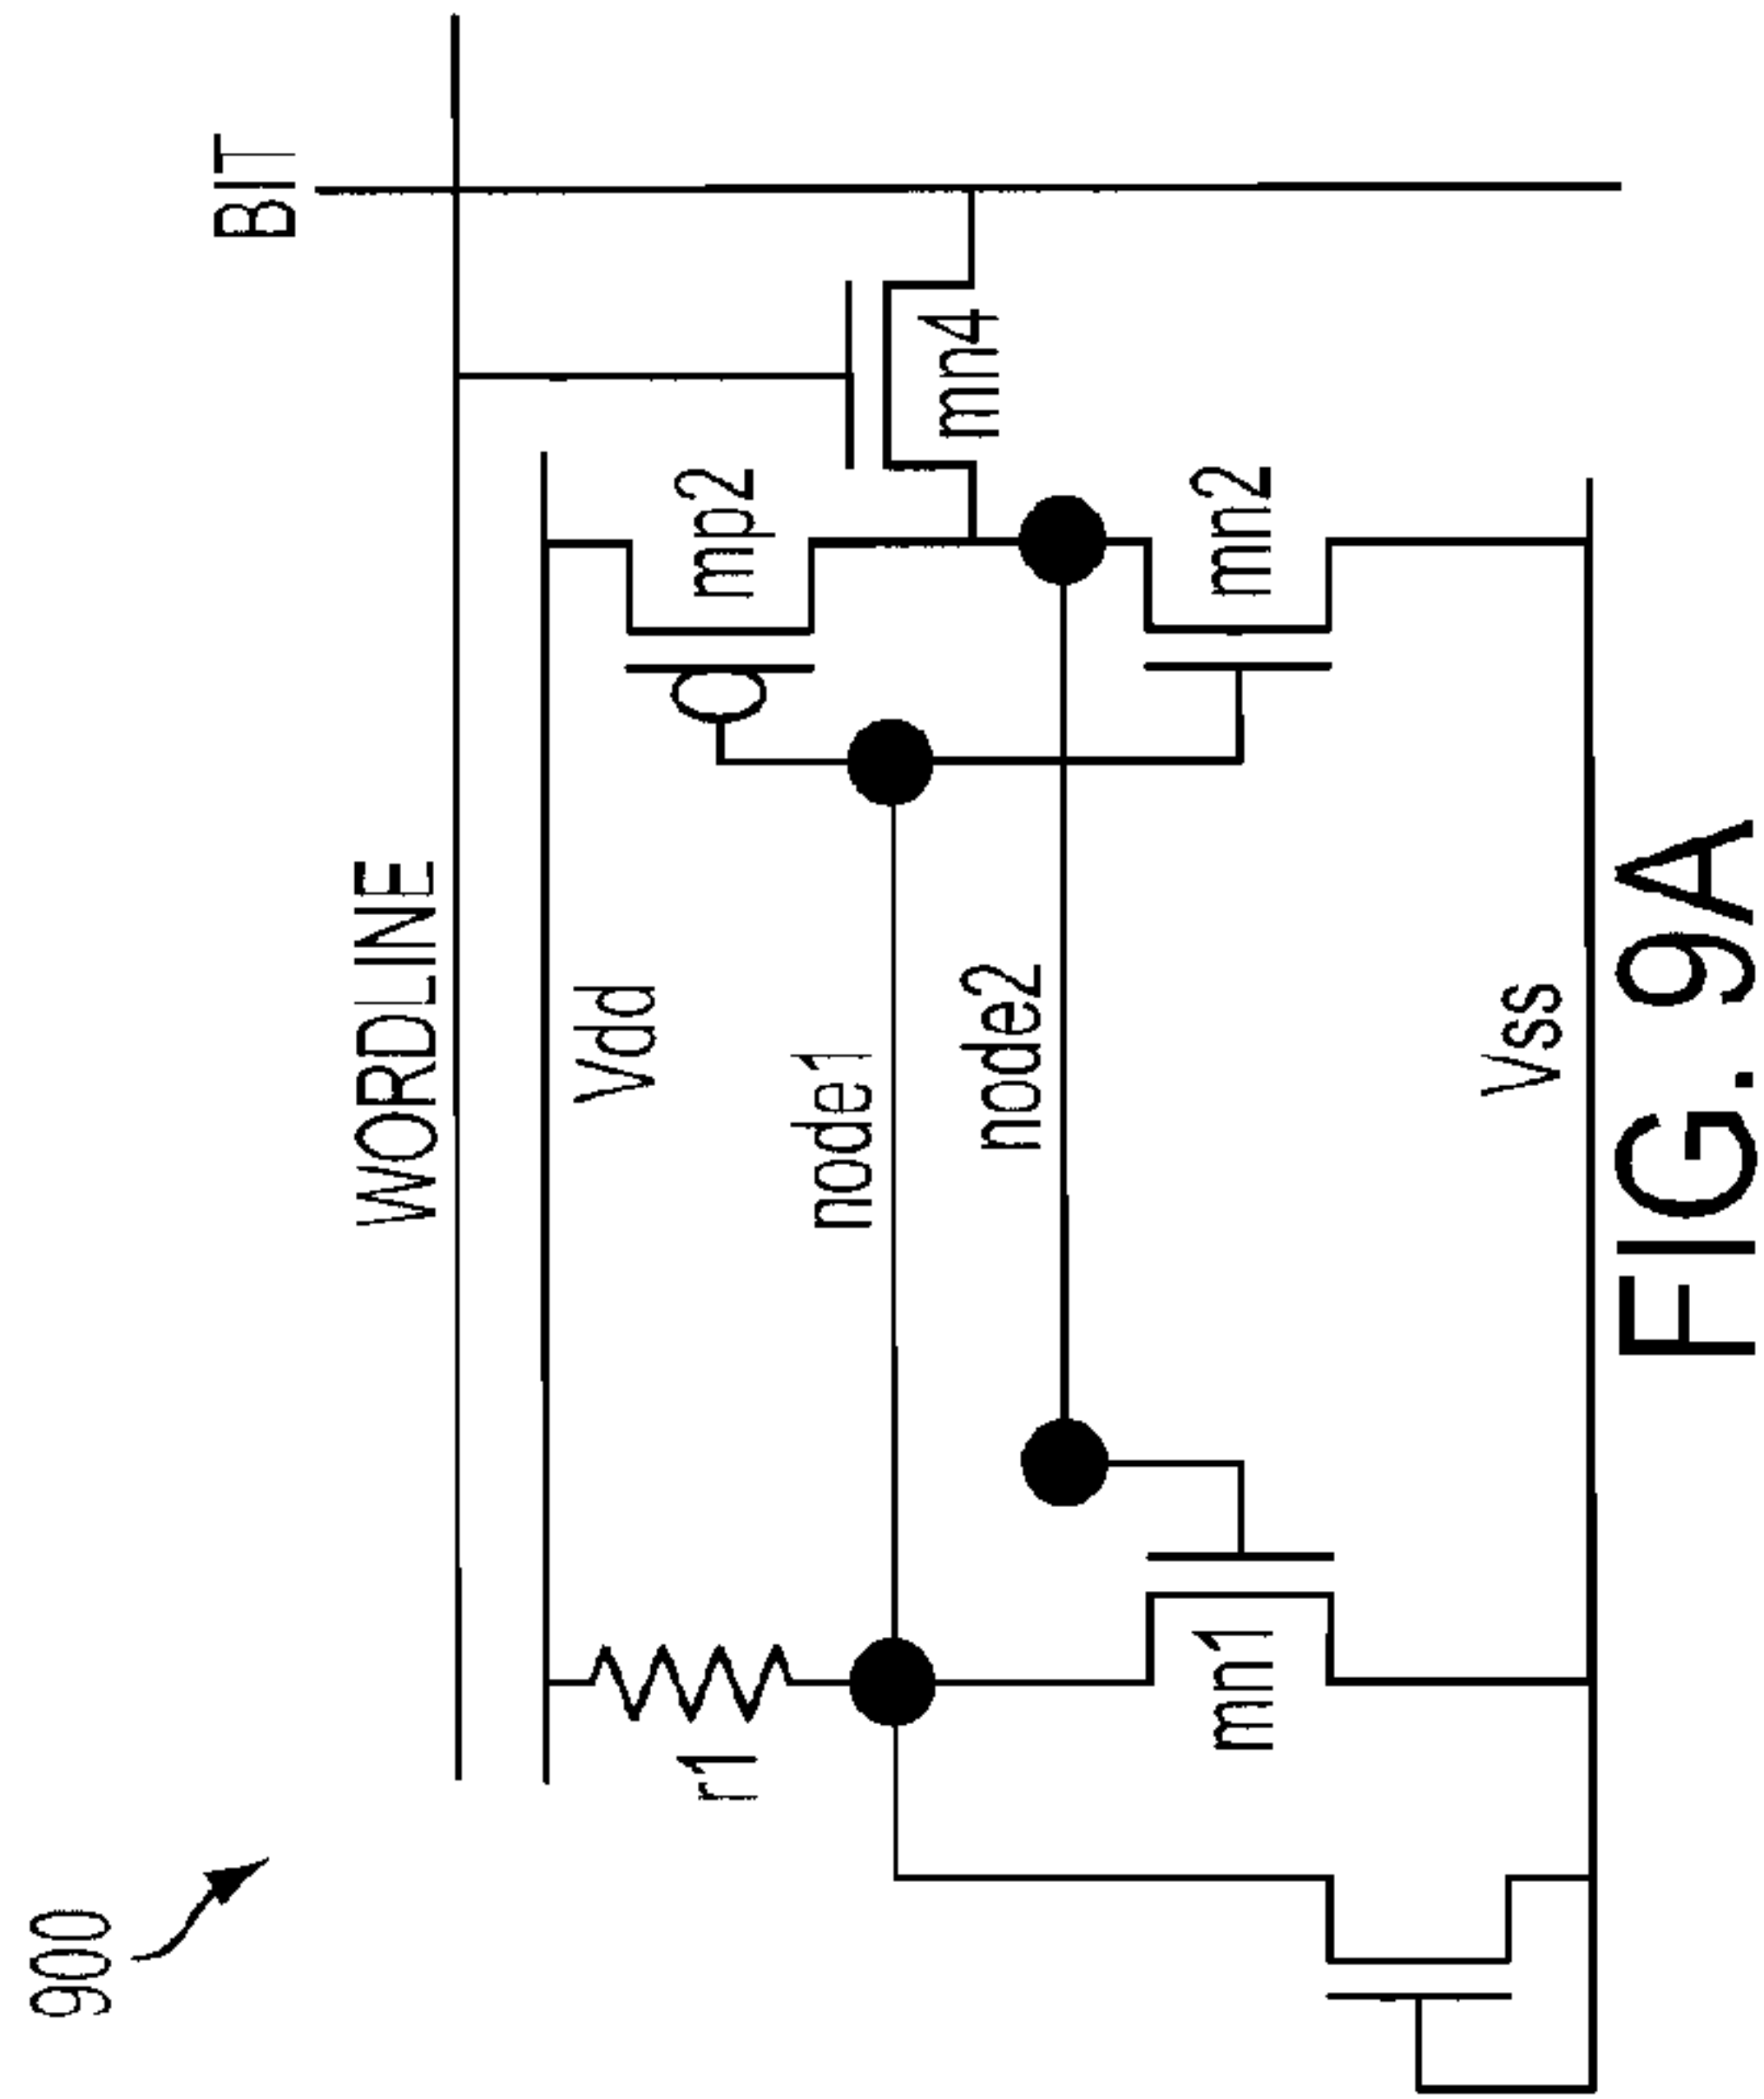 900
WORDLINE
BIT
Vdd
r1
mp2
node1
mn4
node2
mn1
mn2
Vss
FIG. 9A